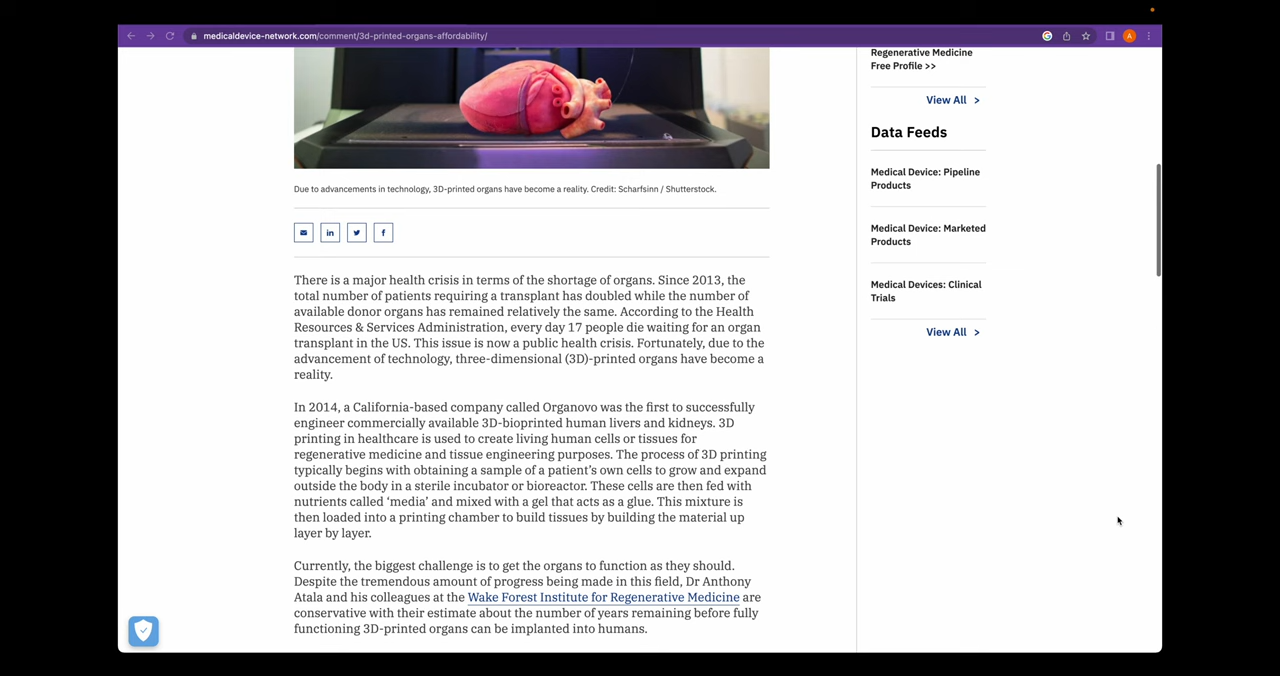 medicaldevice-network.com/comment/3d-printed-organs-affordability/
A
Regenerative Medicine
Free Profile >>
View All >
Data Feeds
Medical Device: Pipeline
Products
Medical Device: Marketed
Products
Medical Devices: Clinical
Trials
View All >
Due to advancements in technology, 3D-printed organs have become a reality. Credit: Scharfsinn / Shutterstock.
There is a major health crisis in terms of the shortage of organs. Since 2013, the
total number of patients requiring a transplant has doubled while the number of
available donor organs has remained relatively the same. According to the Health
Resources & Services Administration, every day 17 people die waiting for an organ
transplant in the US. This issue is now a public health crisis. Fortunately, due to the
advancement of technology, three-dimensional (3D)-printed organs have become a
reality.
In 2014, a California-based company called Organovo was the first to successfully
engineer commercially available 3D-bioprinted human livers and kidneys. 3D
printing in healthcare is used to create living human cells or tissues for
regenerative medicine and tissue engineering purposes. The process of 3D printing
typically begins with obtaining a sample of a patient’s own cells to grow and expand
outside the body in a sterile incubator or bioreactor. These cells are then fed with
nutrients called ‘media’ and mixed with a gel that acts as a glue. This mixture is
then loaded into a printing chamber to build tissues by building the material up
layer by layer.
Currently, the biggest challenge is to get the organs to function as they should.
Despite the tremendous amount of progress being made in this field, Dr Anthony
Atala and his colleagues at the Wake Forest Institute for Regenerative Medicine are
conservative with their estimate about the number of years remaining before fully
functioning 3D-printed organs can be implanted into humans.